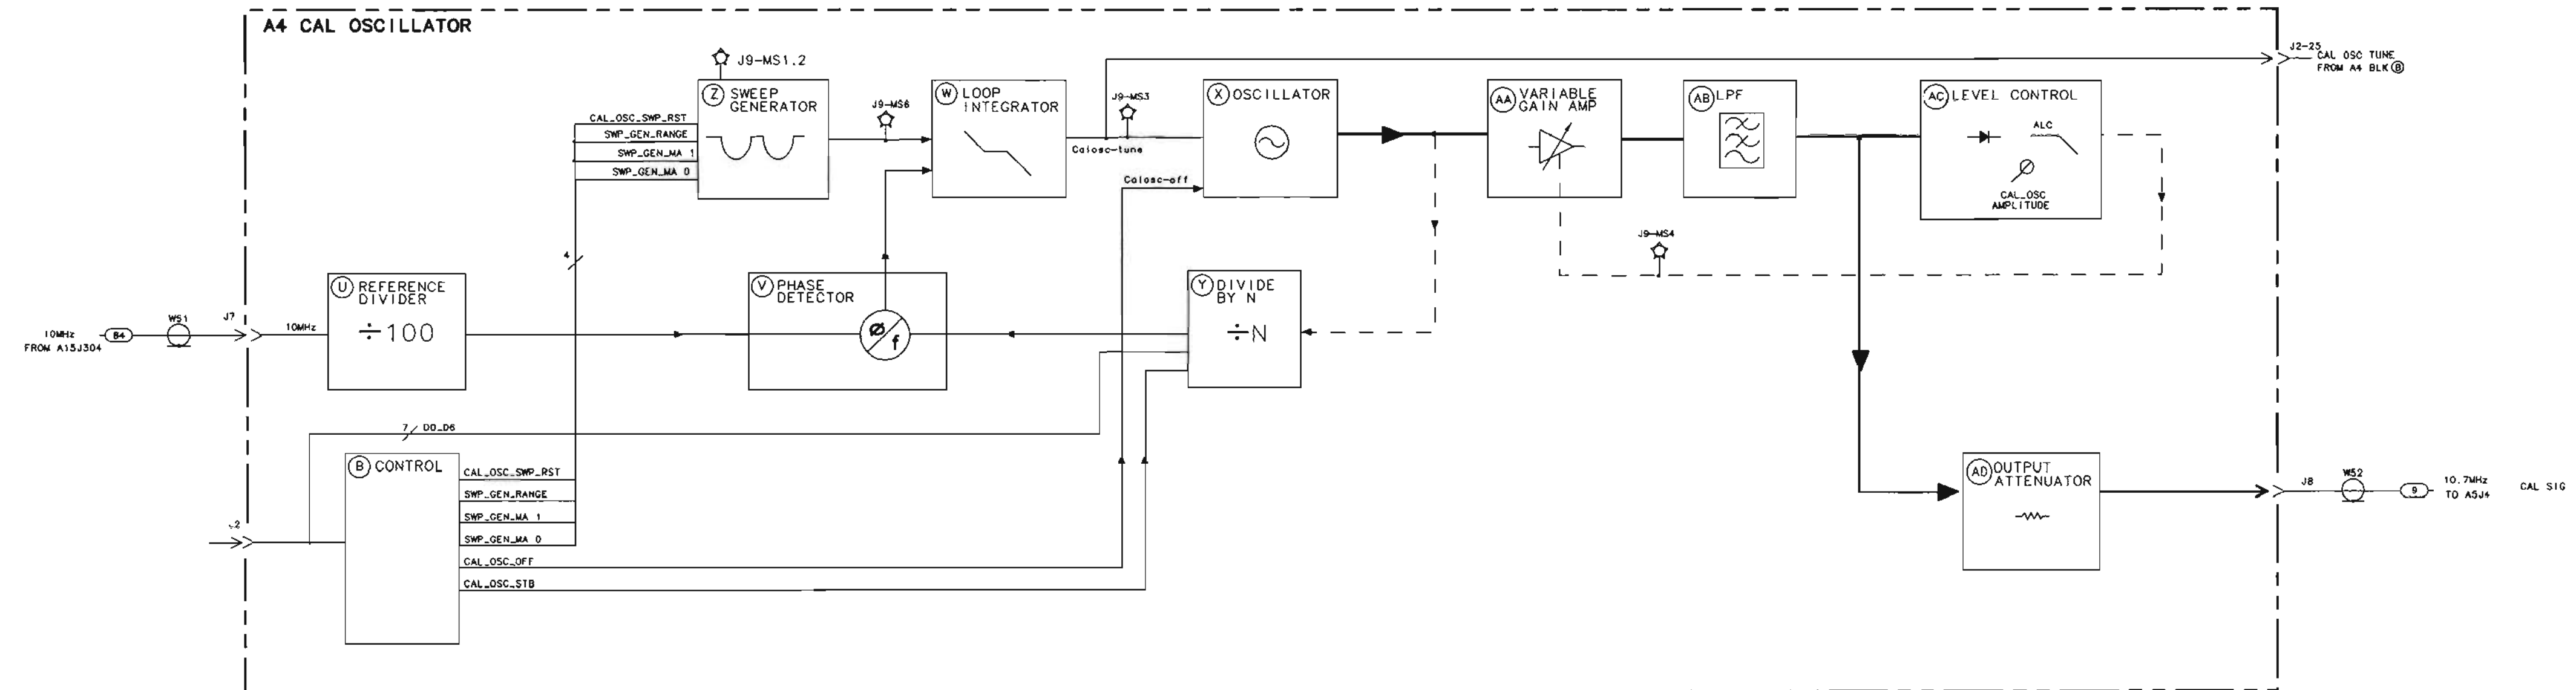 A4 CAL OSCILLATOR
J9-MS1.2
J2-25
CAL OSC TUNE
FROM A4 BLK B
Z SWEEP
GENERATOR
CAL_OSC_SWP_RST
SWP_GEN_RANGE
SWP_GEN_MA 1
SWP_GEN_MA 0
J9-MS6
W LOOP
INTEGRATOR
J9-MS3
Calosc-tune
Calosc-off
X OSCILLATOR
AA VARIABLE
GAIN AMP
AB LPF
AC LEVEL CONTROL
ALC
CAL_OSC
AMPLITUDE
J9-MS4
4
10MHz
FROM A15J304
84
W51
J7
10MHz
U REFERENCE
DIVIDER
÷100
V PHASE
DETECTOR
Ø/f
Y DIVIDE
BY N
÷N
7 D0_D6
J2
B CONTROL
CAL_OSC_SWP_RST
SWP_GEN_RANGE
SWP_GEN_MA 1
SWP_GEN_MA 0
CAL_OSC_OFF
CAL_OSC_STB
AD OUTPUT
ATTENUATOR
J8
W52
9
10.7MHz
TO A5J4
CAL SIG